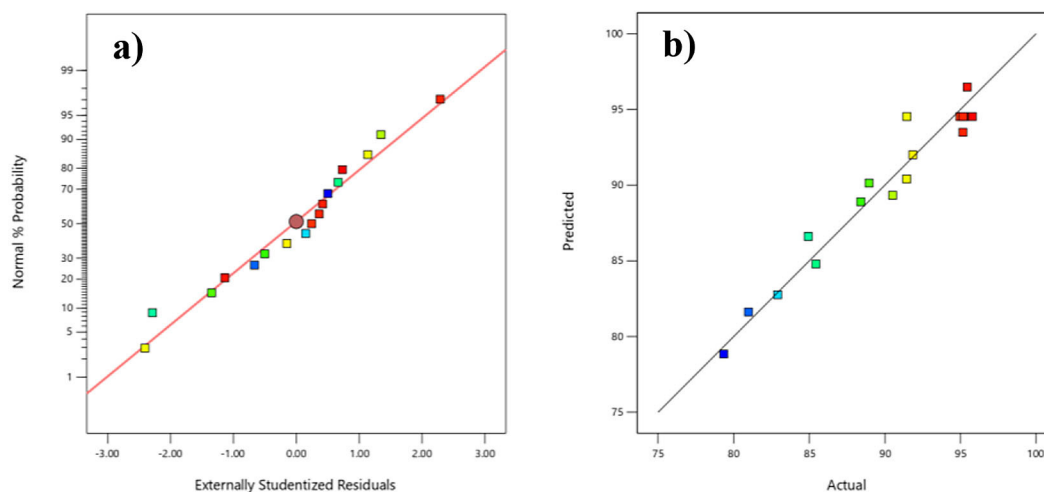 a)
Normal % Probability
99
95
90
80
70
50
30
20
10
5
1
-3.00 -2.00 -1.00 0.00 1.00 2.00 3.00
Externally Studentized Residuals
b)
Predicted
100
95
90
85
80
75
75 80 85 90 95 100
Actual